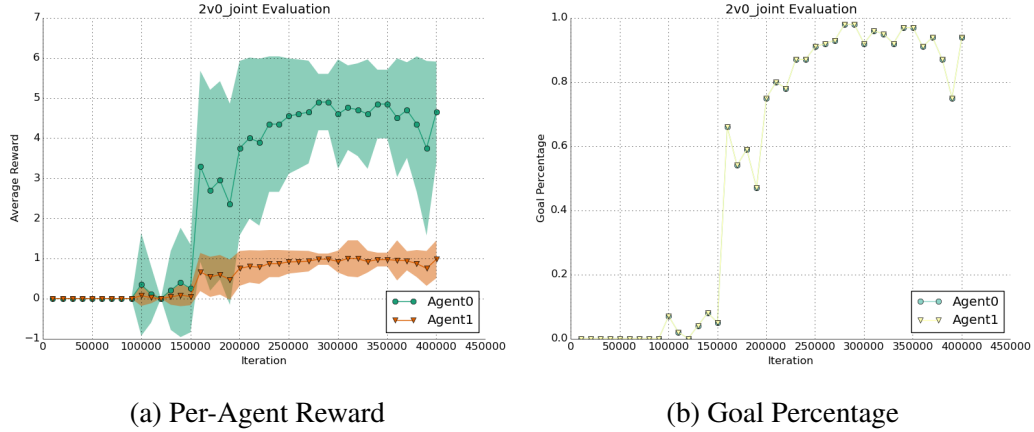 2v0_joint Evaluation
7
6
5
4
3
2
1
0
−1
Average Reward
0 50000 100000 150000 200000 250000 300000 350000 400000 450000
Iteration
Agent0
Agent1
(a) Per-Agent Reward
2v0_joint Evaluation
1.0
0.8
0.6
0.4
0.2
0.0
Goal Percentage
0 50000 100000 150000 200000 250000 300000 350000 400000 450000
Iteration
Agent0
Agent1
(b) Goal Percentage